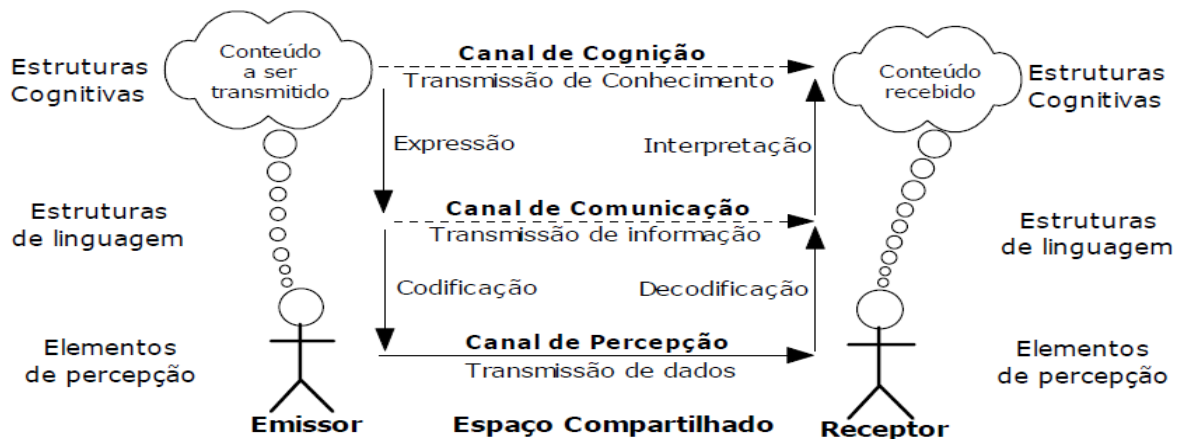 Estruturas
Cognitivas
Conteúdo
a ser
transmitido
Canal de Cognição
Transmissão de Conhecimento
Conteúdo
recebido
Estruturas
Cognitivas
Expressão
Interpretação
Estruturas
de linguagem
Canal de Comunicação
Transmissão de informação
Estruturas
de linguagem
Codificação
Decodificação
Elementos
de percepção
Canal de Percepção
Transmissão de dados
Elementos
de percepção
Emissor
Espaço Compartilhado
Receptor